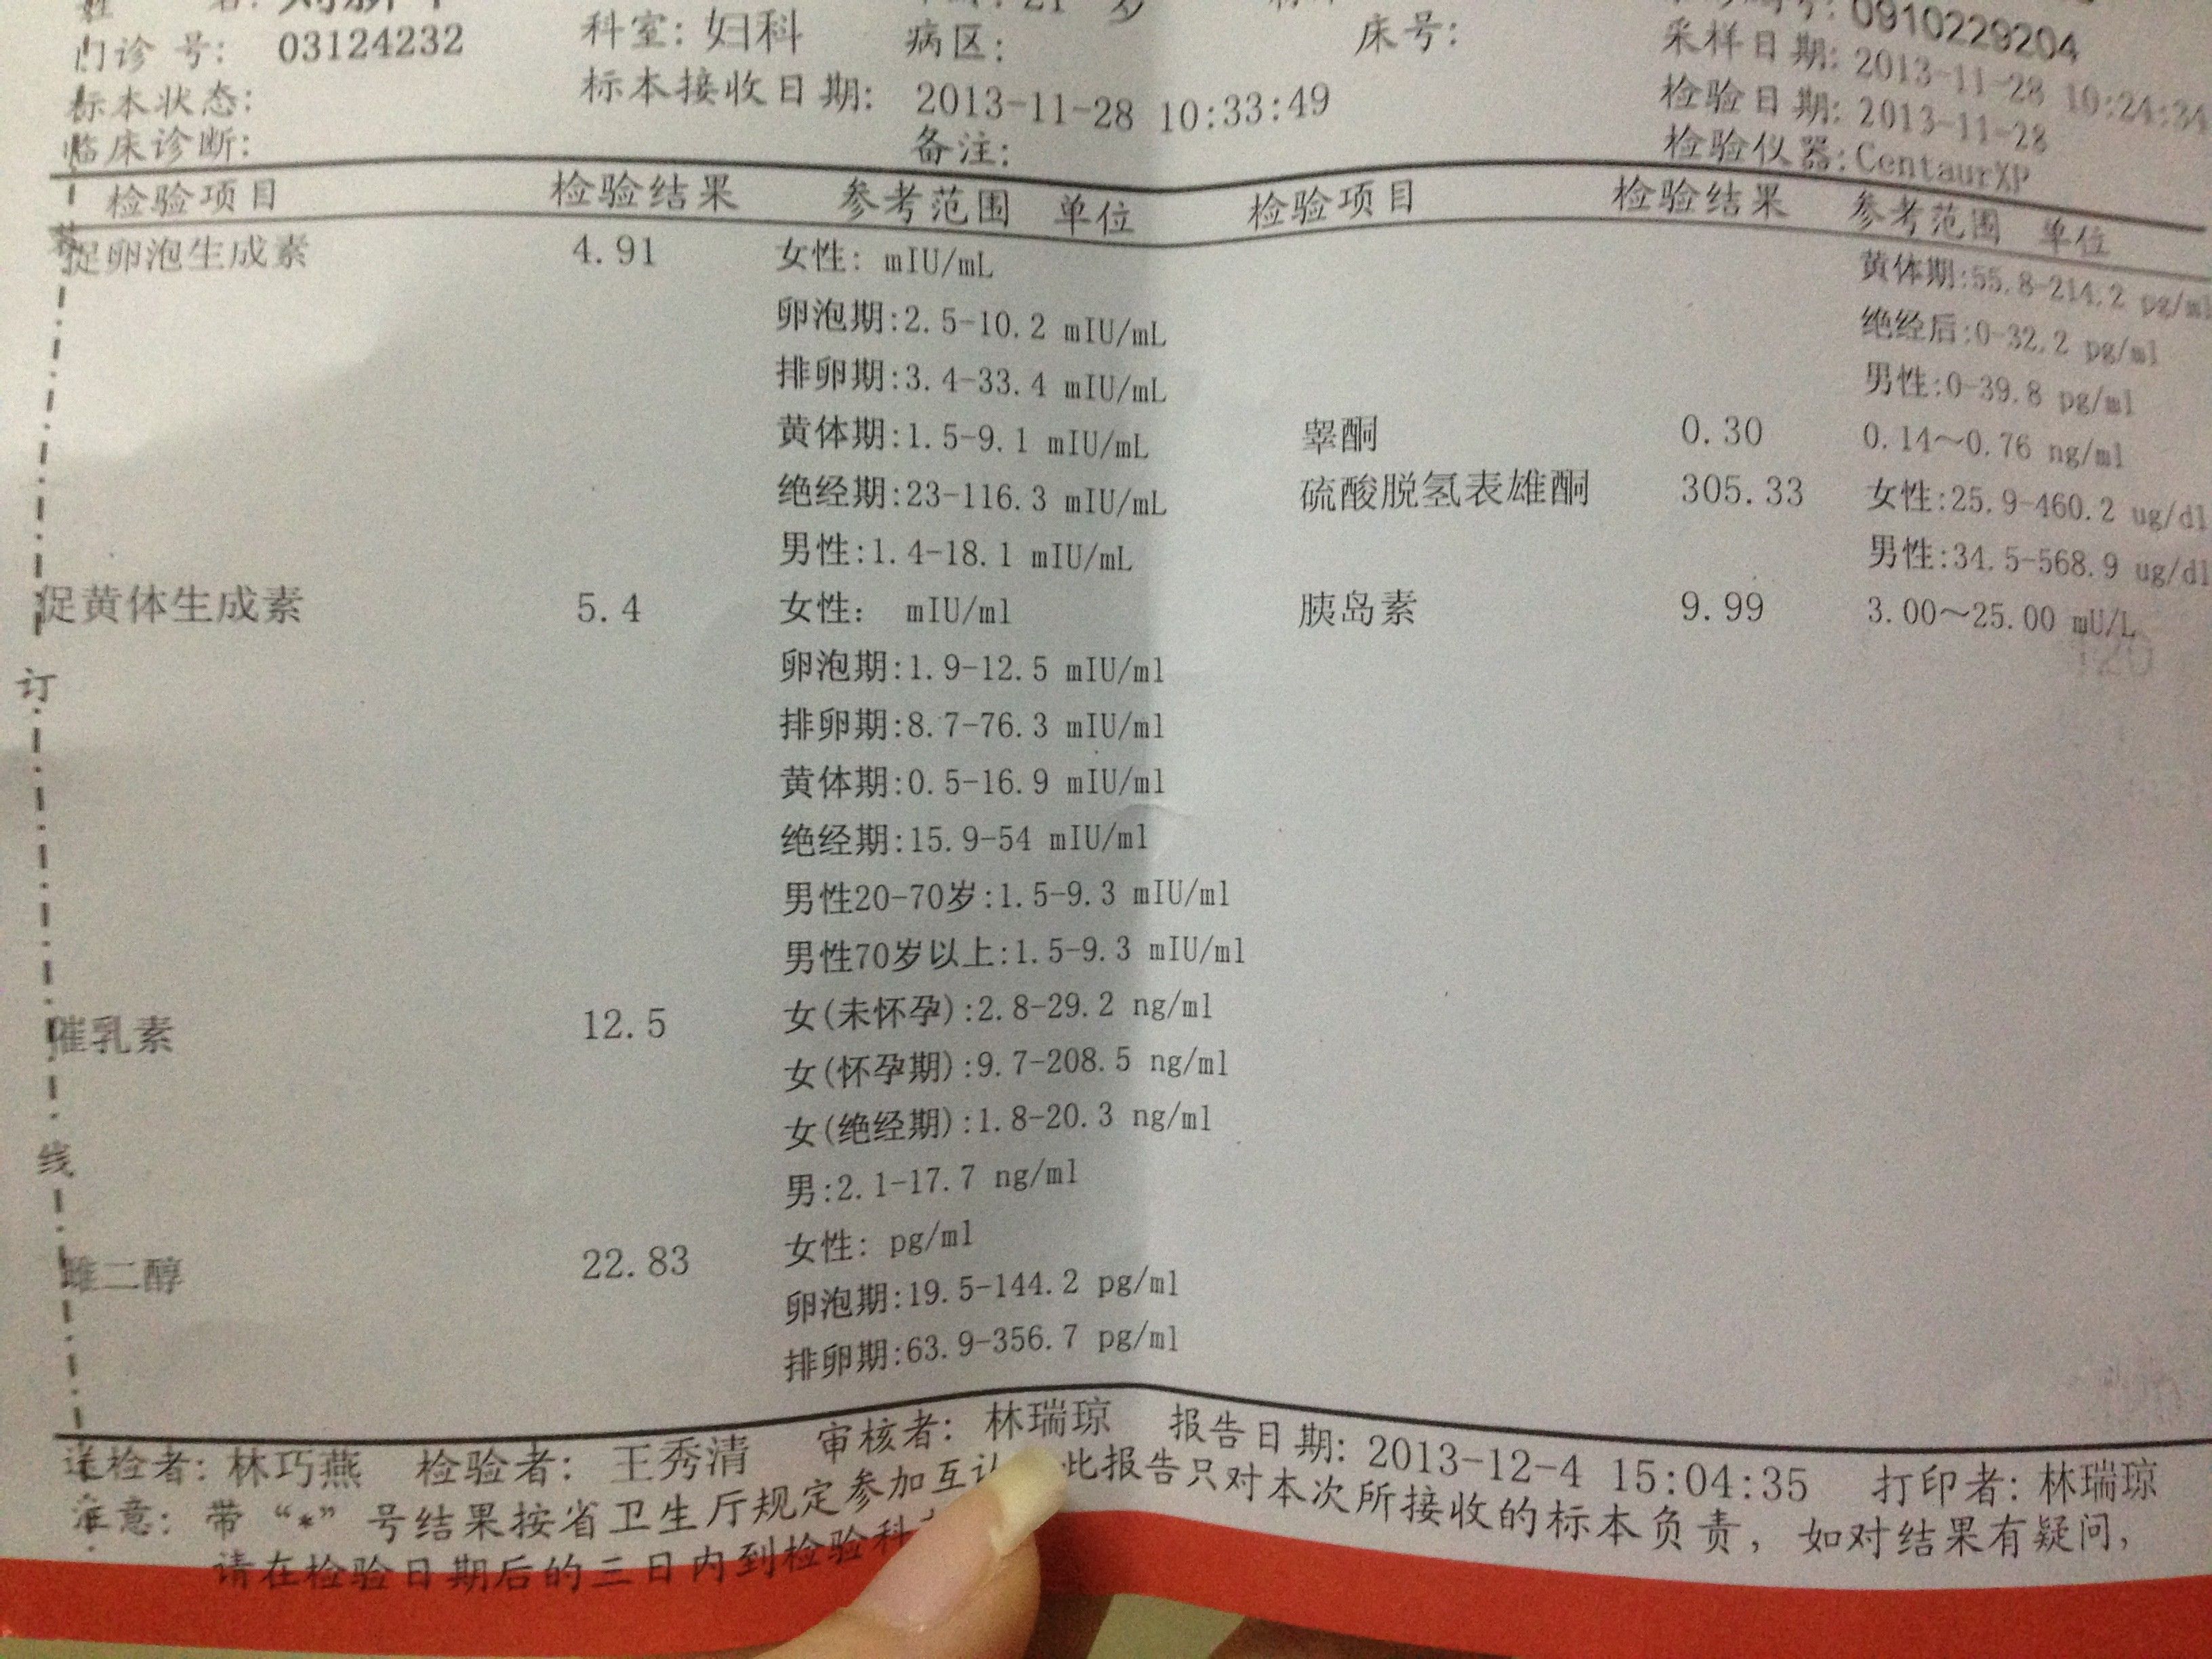 门诊号: 03124232 科室: 妇科 病区: 床号: 0910229204
标本状态: 标本接收日期: 2013-11-28 10:33:49 采样日期: 2013-11-28 10:24:34
临床诊断: 备注: 检验日期: 2013-11-28
检验仪器: CentaurXP
检验项目 检验结果 参考范围 单位 检验项目 检验结果 参考范围 单位
促卵泡生成素 4.91 女性: mIU/mL 黄体期:55.8-214.2 pg/ml
卵泡期:2.5-10.2 mIU/mL 绝经后:0-32.2 pg/ml
排卵期:3.4-33.4 mIU/mL 男性:0-39.8 pg/ml
黄体期:1.5-9.1 mIU/mL 睾酮 0.30 0.14～0.76 ng/ml
绝经期:23-116.3 mIU/mL 硫酸脱氢表雄酮 305.33 女性:25.9-460.2 ug/dl
男性:1.4-18.1 mIU/mL 男性:34.5-568.9 ug/dl
促黄体生成素 5.4 女性: mIU/ml 胰岛素 9.99 3.00～25.00 mU/L
订
卵泡期:1.9-12.5 mIU/ml
排卵期:8.7-76.3 mIU/ml
黄体期:0.5-16.9 mIU/ml
绝经期:15.9-54 mIU/ml
男性20-70岁:1.5-9.3 mIU/ml
男性70岁以上:1.5-9.3 mIU/ml
催乳素 12.5 女(未怀孕):2.8-29.2 ng/ml
女(怀孕期):9.7-208.5 ng/ml
女(绝经期):1.8-20.3 ng/ml
线
男:2.1-17.7 ng/ml
雌二醇 22.83 女性: pg/ml
卵泡期:19.5-144.2 pg/ml
排卵期:63.9-356.7 pg/ml
送检者: 林巧燕 检验者: 王秀清 审核者: 林瑞琼 报告日期: 2013-12-4 15:04:35 打印者: 林瑞琼
注意: 带“*”号结果按省卫生厅规定参加互认 此报告只对本次所接收的标本负责, 如对结果有疑问,
请在检验日期后的三日内到检验科